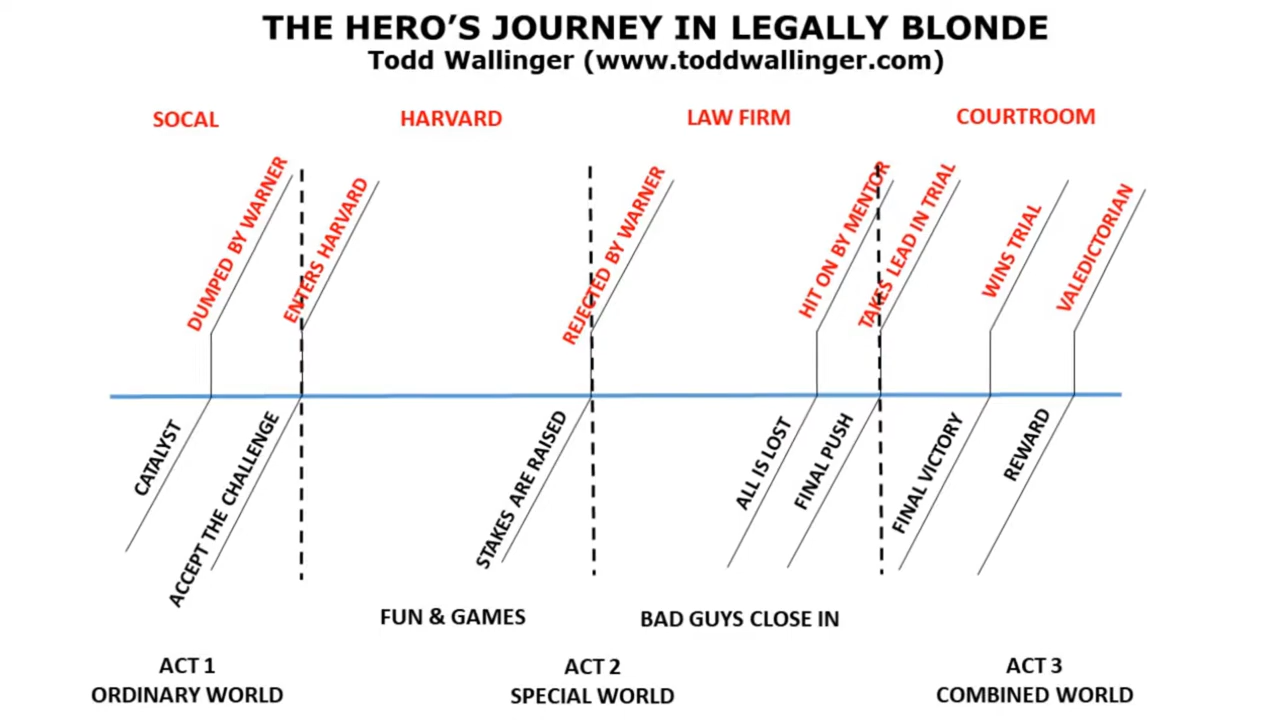 THE HERO'S JOURNEY IN LEGALLY BLONDE
Todd Wallinger (www.toddwallinger.com)
SOCAL
HARVARD
LAW FIRM
COURTROOM
DUMPED BY WARNER
ENTERS HARVARD
REJECTED BY WARNER
HIT ON BY MENTOR
TAKES LEAD IN TRIAL
WINS TRIAL
VALEDICTORIAN
CATALYST
ACCEPT THE CHALLENGE
STAKES ARE RAISED
ALL IS LOST
FINAL PUSH
FINAL VICTORY
REWARD
FUN & GAMES
BAD GUYS CLOSE IN
ACT 1
ORDINARY WORLD
ACT 2
SPECIAL WORLD
ACT 3
COMBINED WORLD